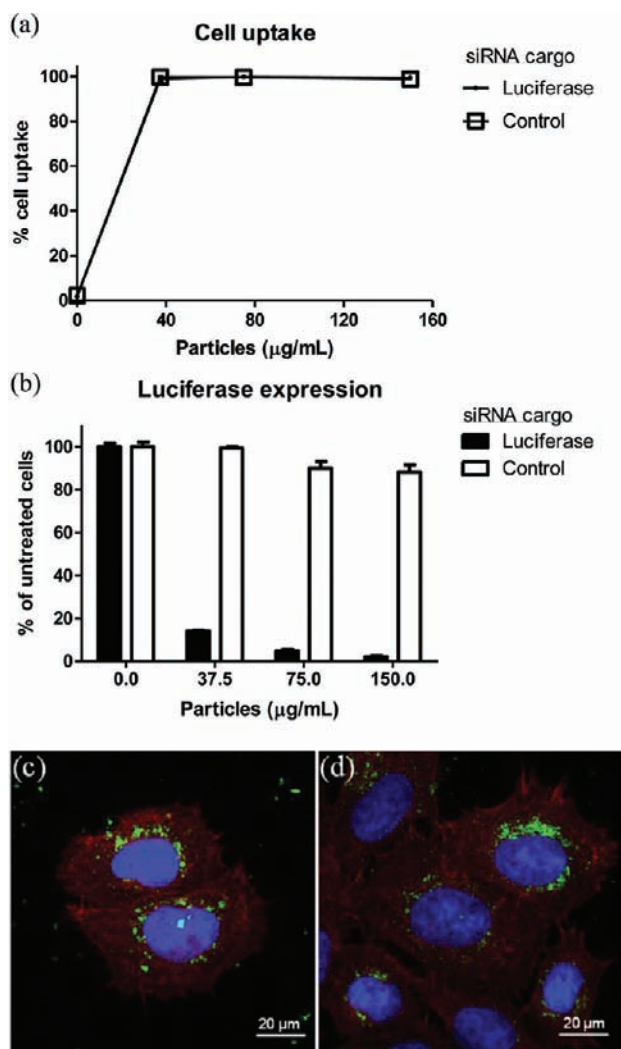 (a)
Cell uptake
siRNA cargo
Luciferase
Control
% cell uptake
100
80
60
40
20
0
0 40 80 120 160
Particles (µg/mL)
(b)
Luciferase expression
siRNA cargo
Luciferase
Control
% of untreated cells
100
80
60
40
20
0
0.0 37.5 75.0 150.0
Particles (µg/mL)
(c) (d)
20 µm 20 µm